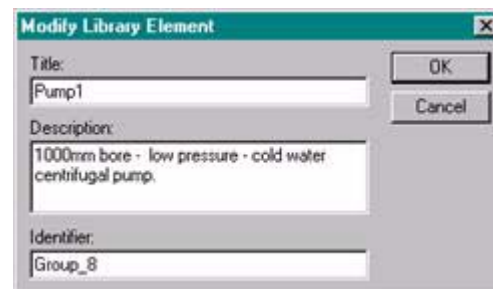 Modify Library Element
Title:
OK
Pump1
Cancel
Description:
1000mm bore -  low pressure - cold water
centrifugal pump.
Identifier:
Group_8